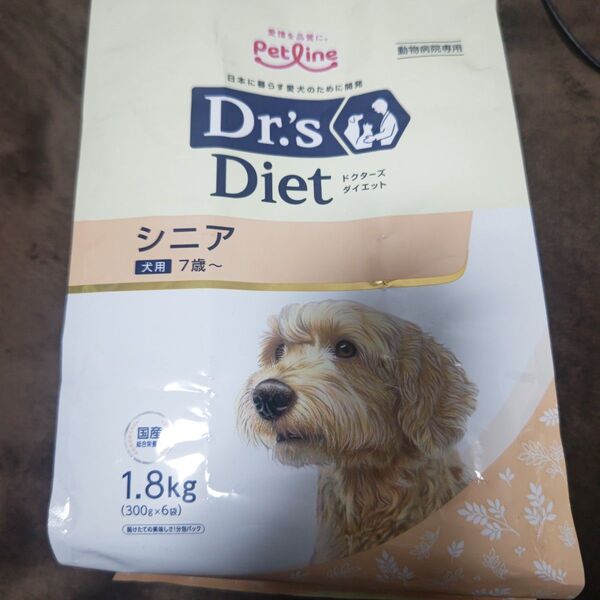 愛情を品質に。
Petline
動物病院専用
日本に暮らす愛犬のために開発
Dr.'s
Diet
ドクターズ
ダイエット
シニア
犬用 7歳～
国産
総合栄養
1.8kg
(300g×6袋)
開けたての美味しさ!分包パック